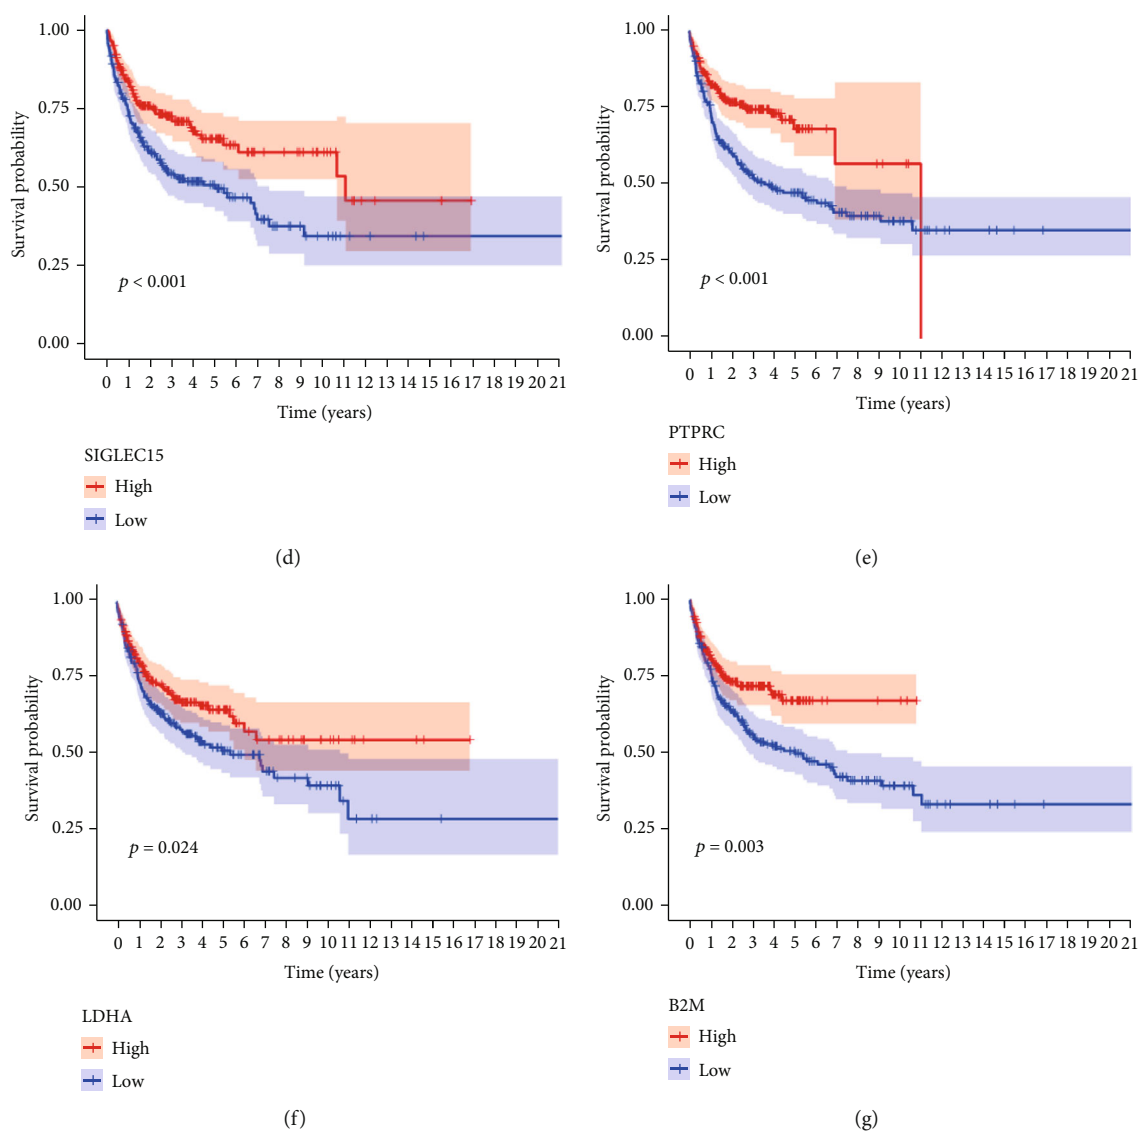 1.00
0.75
0.50
0.25
0.00
Survival probability
p < 0.001
0 1 2 3 4 5 6 7 8 9 10 11 12 13 14 15 16 17 18 19 20 21
Time (years)
SIGLEC15
High
Low
(d)
1.00
0.75
0.50
0.25
0.00
Survival probability
p < 0.001
0 1 2 3 4 5 6 7 8 9 10 11 12 13 14 15 16 17 18 19 20 21
Time (years)
PTPRC
High
Low
(e)
1.00
0.75
0.50
0.25
0.00
Survival probability
p = 0.024
0 1 2 3 4 5 6 7 8 9 10 11 12 13 14 15 16 17 18 19 20 21
Time (years)
LDHA
High
Low
(f)
1.00
0.75
0.50
0.25
0.00
Survival probability
p = 0.003
0 1 2 3 4 5 6 7 8 9 10 11 12 13 14 15 16 17 18 19 20 21
Time (years)
B2M
High
Low
(g)